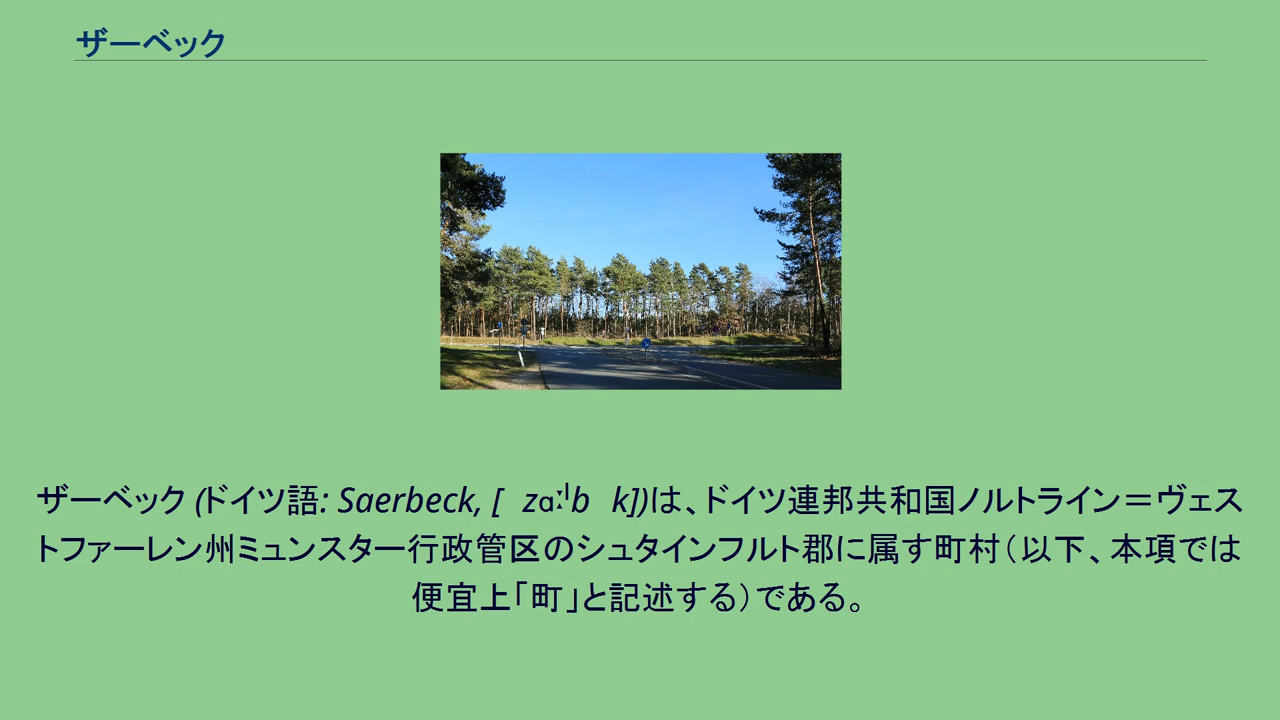 ザーベック
ザーベック (ドイツ語: Saerbeck, [ zɑːˡb k])は、ドイツ連邦共和国ノルトライン＝ヴェス
トファーレン州ミュンスター行政管区のシュタインフルト郡に属す町村（以下、本項では
便宜上「町」と記述する）である。